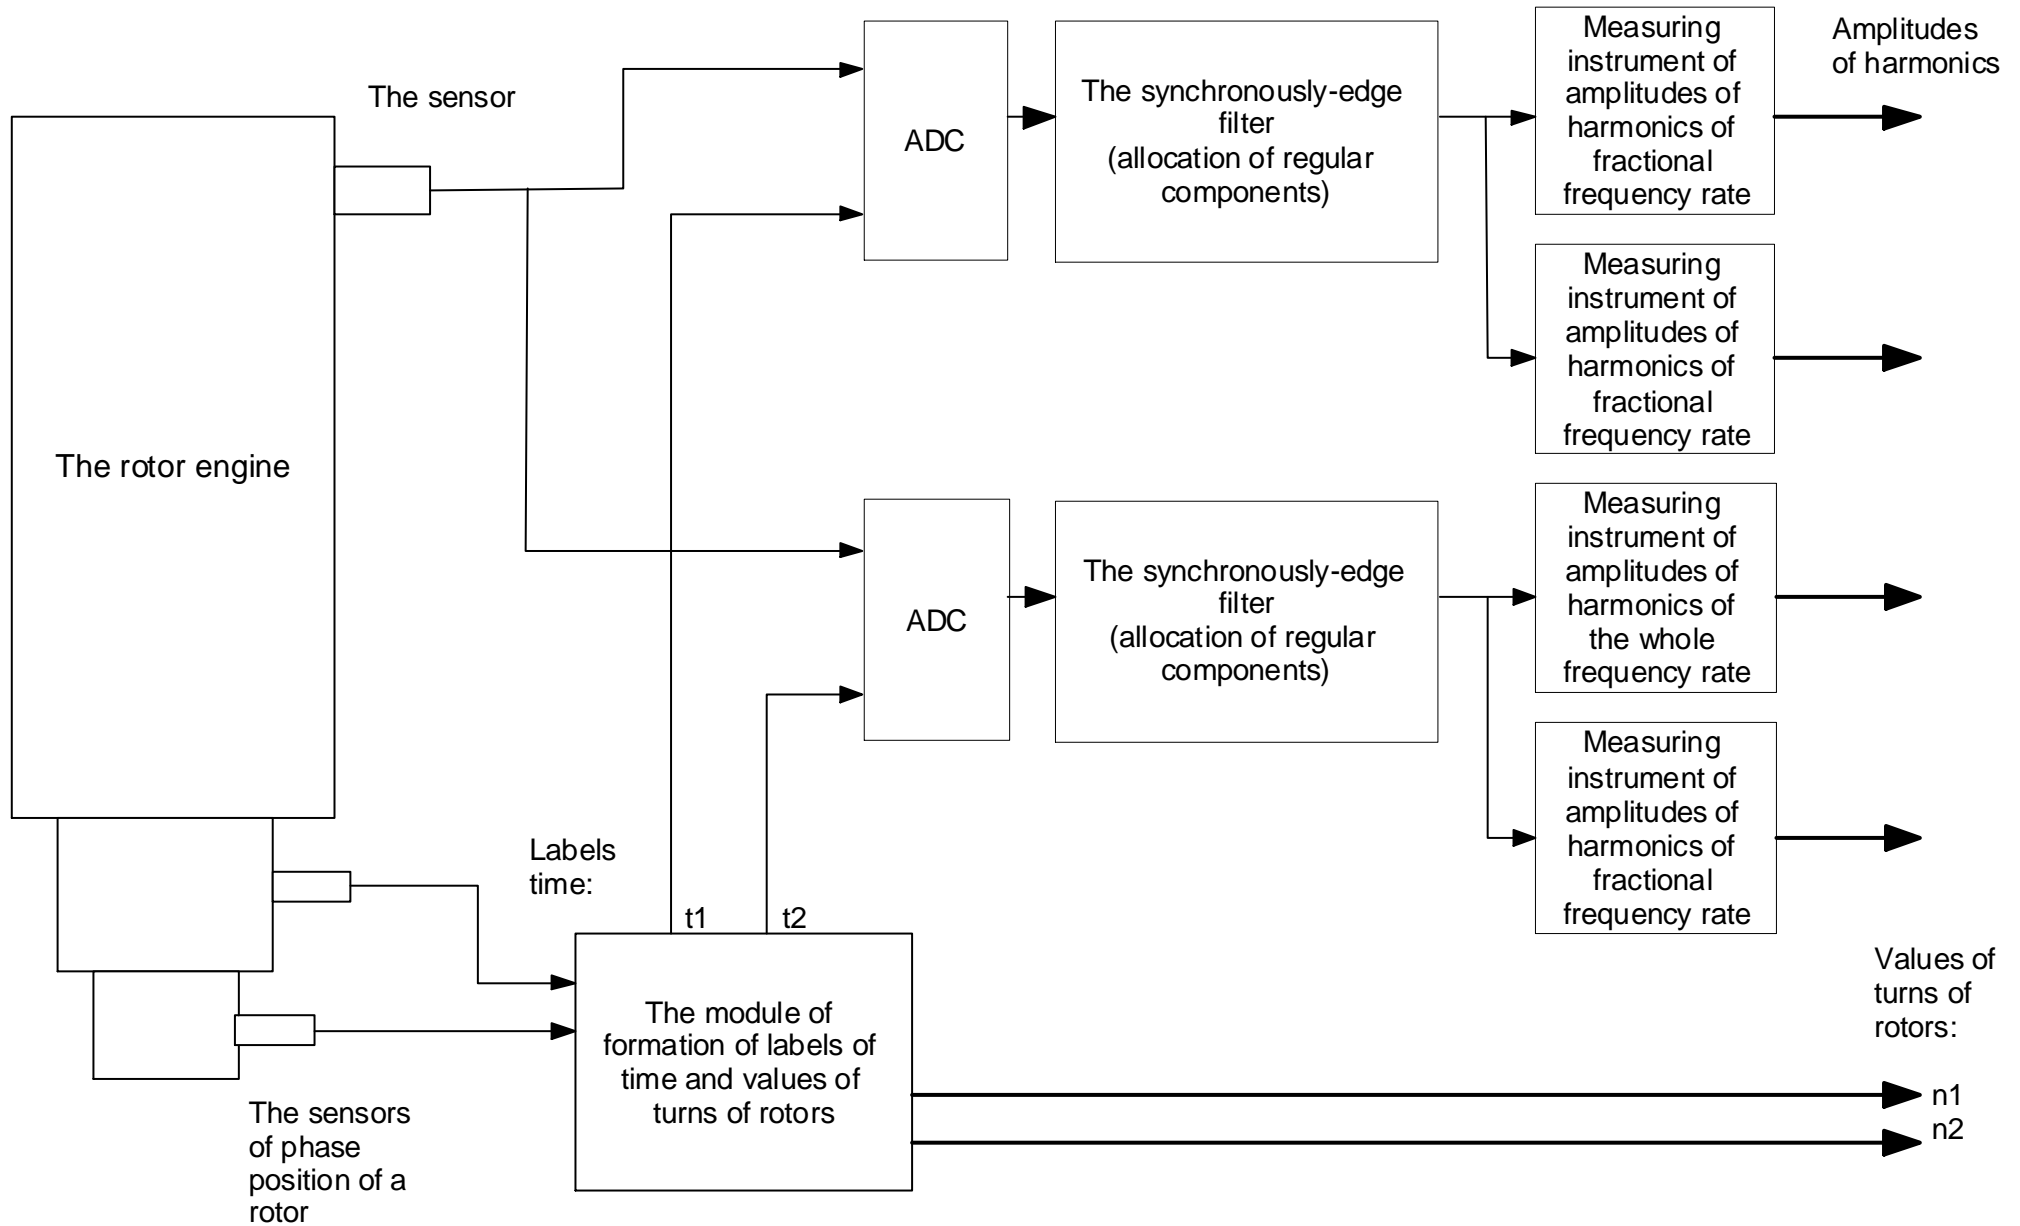 The sensor
The rotor engine
ADC
The synchronously-edge
filter
(allocation of regular
components)
Measuring
instrument of
amplitudes of
harmonics of
fractional
frequency rate
Amplitudes
of harmonics
Measuring
instrument of
amplitudes of
harmonics of
fractional
frequency rate
ADC
The synchronously-edge
filter
(allocation of regular
components)
Measuring
instrument of
amplitudes of
harmonics of
the whole
frequency rate
Measuring
instrument of
amplitudes of
harmonics of
fractional
frequency rate
Labels
time:
t1
t2
The module of
formation of labels of
time and values of
turns of rotors
The sensors
of phase
position of a
rotor
Values of
turns of
rotors:
n1
n2